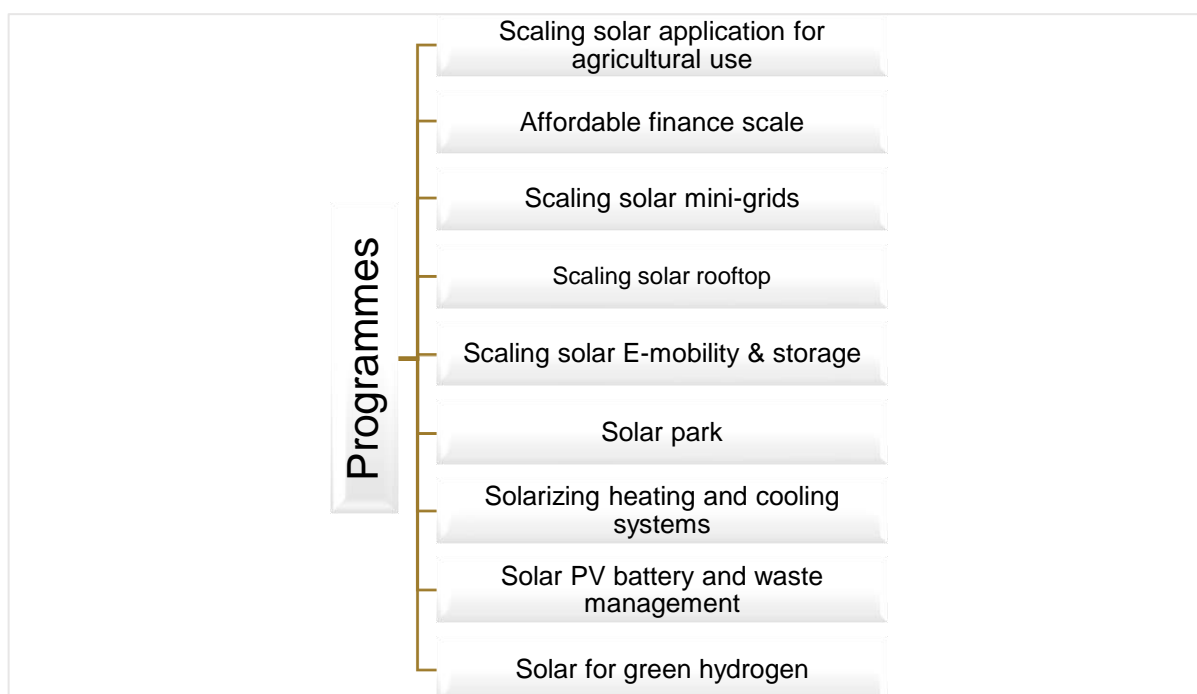 Programmes
Scaling solar application for
agricultural use
Affordable finance scale
Scaling solar mini-grids
Scaling solar rooftop
Scaling solar E-mobility & storage
Solar park
Solarizing heating and cooling
systems
Solar PV battery and waste
management
Solar for green hydrogen